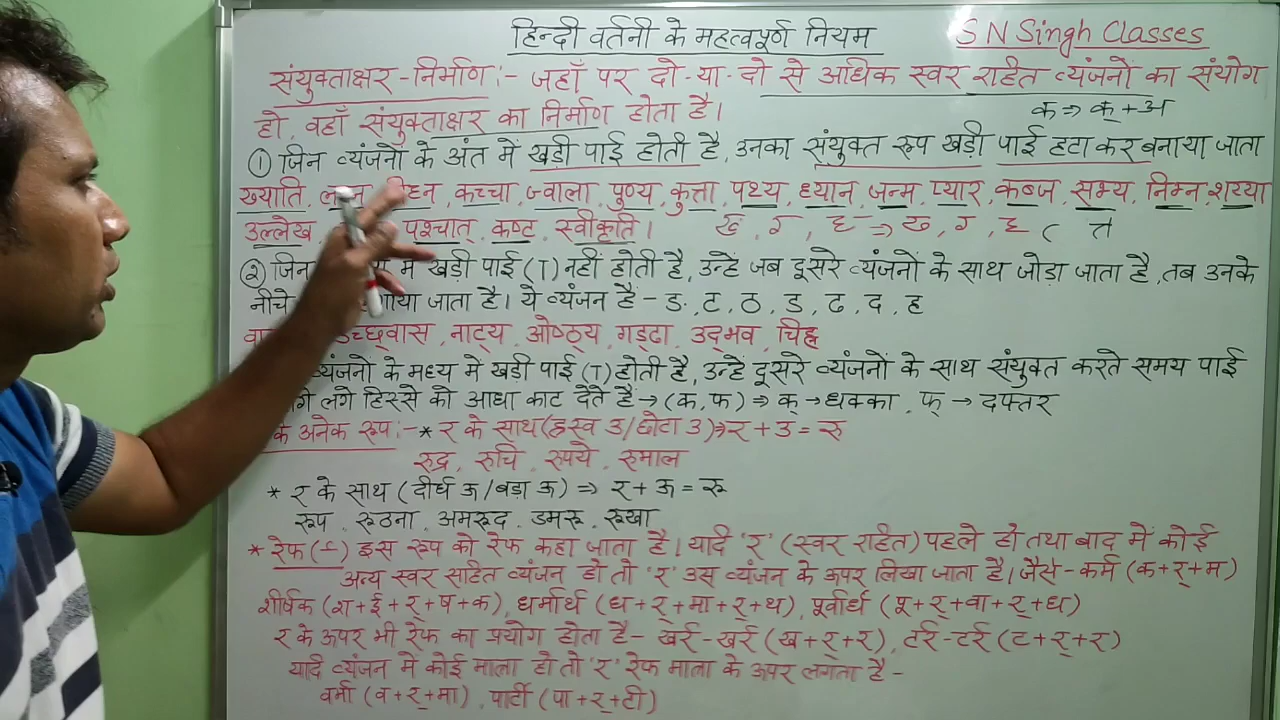 हिन्दी वर्तनी के महत्वपूर्ण नियम
S N Singh Classes
संयुक्ताक्षर-निर्माण :- जहाँ पर दो-या-दो से अधिक स्वर रहित व्यंजनों का संयोग
हो, वहाँ संयुक्ताक्षर का निर्माण होता है।
क ⇒ क् + अ
① जिन व्यंजनों के अंत में खड़ी पाई होती है, उनका संयुक्त रूप खड़ी पाई हटा कर बनाया जाता
ख्याति, कच्चा, ज्वाला, पुण्य, कुत्ता, पथ्य, ध्यान, जन्म, प्यार, कब्ज, सभ्य, निम्न, शय्या
उल्लेख, पश्चात्, कष्ट, स्वीकृति।
② जिन में खड़ी पाई (ा) नहीं होती है, उन्हें जब दूसरे व्यंजनों के साथ जोड़ा जाता है, तब उनके
नीचे जाता है। ये व्यंजन हैं - ङ, ट, ठ, ड, ढ, द, ह
उच्छ्वास, नाट्य, ओष्ठ्य, गड्ढा, उद्भव, चिह्न
व्यंजनों के मध्य में खड़ी पाई (ा) होती है, उन्हें दूसरे व्यंजनों के साथ संयुक्त करते समय पाई
लगे हिस्से को आधा काट देते हैं → (क, फ) ⇒ क् → धक्का, फ् → दफ्तर
के अनेक रूप :- * र के साथ (ह्रस्व उ/छोटा उ) ⇒ र + उ = रु
रुद्र, रुचि, रुपये, रुमाल
* र के साथ (दीर्घ ऊ/बड़ा ऊ) ⇒ र + ऊ = रू
रूप, रूठना, अमरूद, डमरू, रूखा
* रेफ (र्) इस रूप को रेफ कहा जाता है। यदि 'र्' (स्वर रहित) पहले हो तथा बाद में कोई
अन्य स्वर सहित व्यंजन हो तो 'र' उस व्यंजन के ऊपर लिखा जाता है। जैसे - कर्म (क+र्+म)
शीर्षक (श+ई+र्+ष+क), धर्मार्थ (ध+र्+मा+र्+थ), पूर्वार्ध (पू+र्+वा+र्+ध)
र के ऊपर भी रेफ का प्रयोग होता है - खर्र-खर्र (ख+र्+र), टर्र-टर्र (ट+र्+र)
यदि व्यंजन में कोई मात्रा हो तो 'र' रेफ मात्रा के ऊपर लगता है -
वर्मा (व+र्+मा), पार्टी (पा+र्+टी)